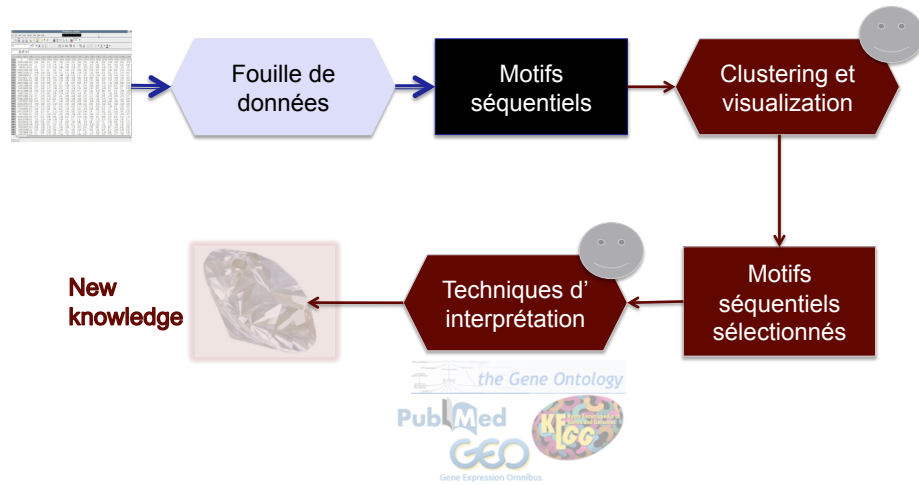 Fouille de
données
Motifs
séquentiels
Clustering et
visualization
Motifs
séquentiels
sélectionnés
Techniques d’
interprétation
New
knowledge
the Gene Ontology
PubMed
KEGG
GEO
Gene Expression Omnibus